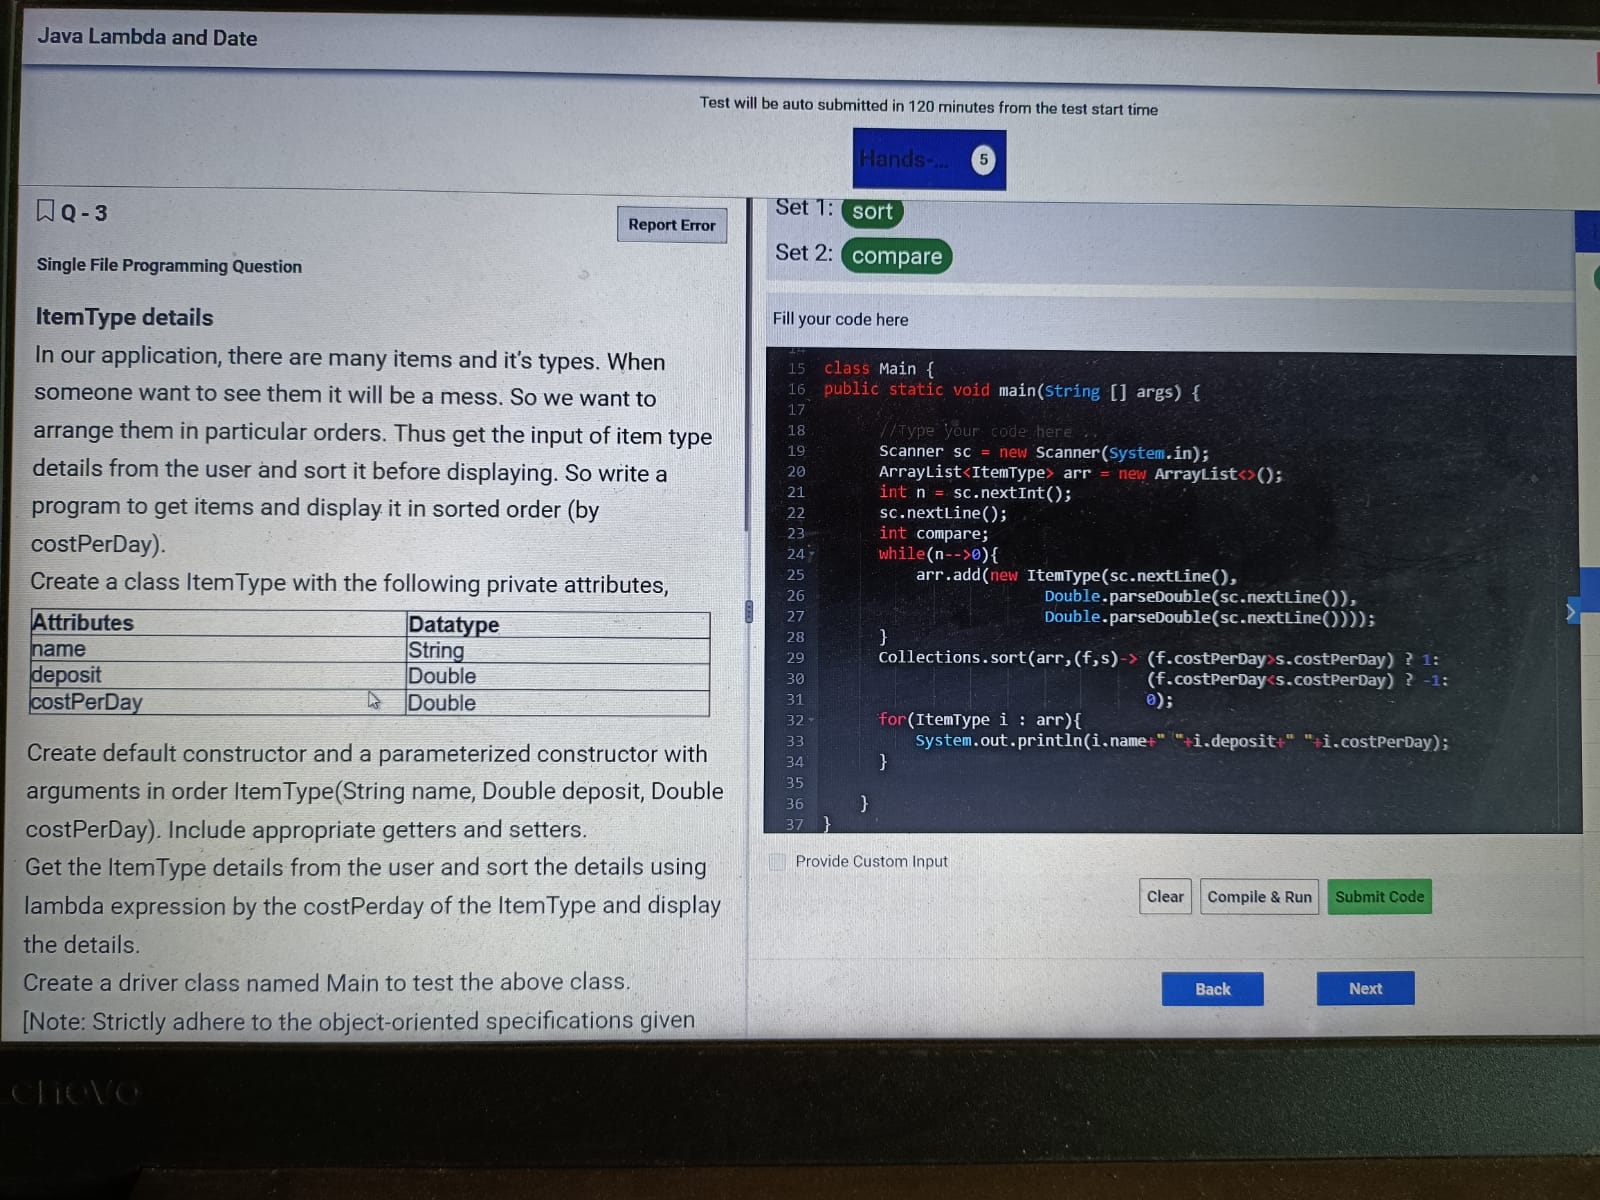 Java Lambda and Date
Test will be auto submitted in 120 minutes from the test start time
Hands-... 5
Q - 3
Report Error
Single File Programming Question
ItemType details
In our application, there are many items and it's types. When
someone want to see them it will be a mess. So we want to
arrange them in particular orders. Thus get the input of item type
details from the user and sort it before displaying. So write a
program to get items and display it in sorted order (by
costPerDay).
Create a class ItemType with the following private attributes,
Attributes Datatype
name String
deposit Double
costPerDay Double
Create default constructor and a parameterized constructor with
arguments in order ItemType(String name, Double deposit, Double
costPerDay). Include appropriate getters and setters.
Get the ItemType details from the user and sort the details using
lambda expression by the costPerday of the ItemType and display
the details.
Create a driver class named Main to test the above class.
[Note: Strictly adhere to the object-oriented specifications given
Set 1: sort
Set 2: compare
Fill your code here
15 class Main {
16 public static void main(String [] args) {
17
18 //Type your code here ..
19 Scanner sc = new Scanner(System.in);
20 ArrayList<ItemType> arr = new ArrayList<>();
21 int n = sc.nextInt();
22 sc.nextLine();
23 int compare;
24 while(n-->0){
25 arr.add(new ItemType(sc.nextLine(),
26 Double.parseDouble(sc.nextLine()),
27 Double.parseDouble(sc.nextLine())));
28 }
29 Collections.sort(arr,(f,s)-> (f.costPerDay>s.costPerDay) ? 1:
30 (f.costPerDay<s.costPerDay) ? -1:
31 0);
32 for(ItemType i : arr){
33 System.out.println(i.name+" "+i.deposit+" "+i.costPerDay);
34 }
35
36 }
37 }
Provide Custom Input
Clear Compile & Run Submit Code
Back Next